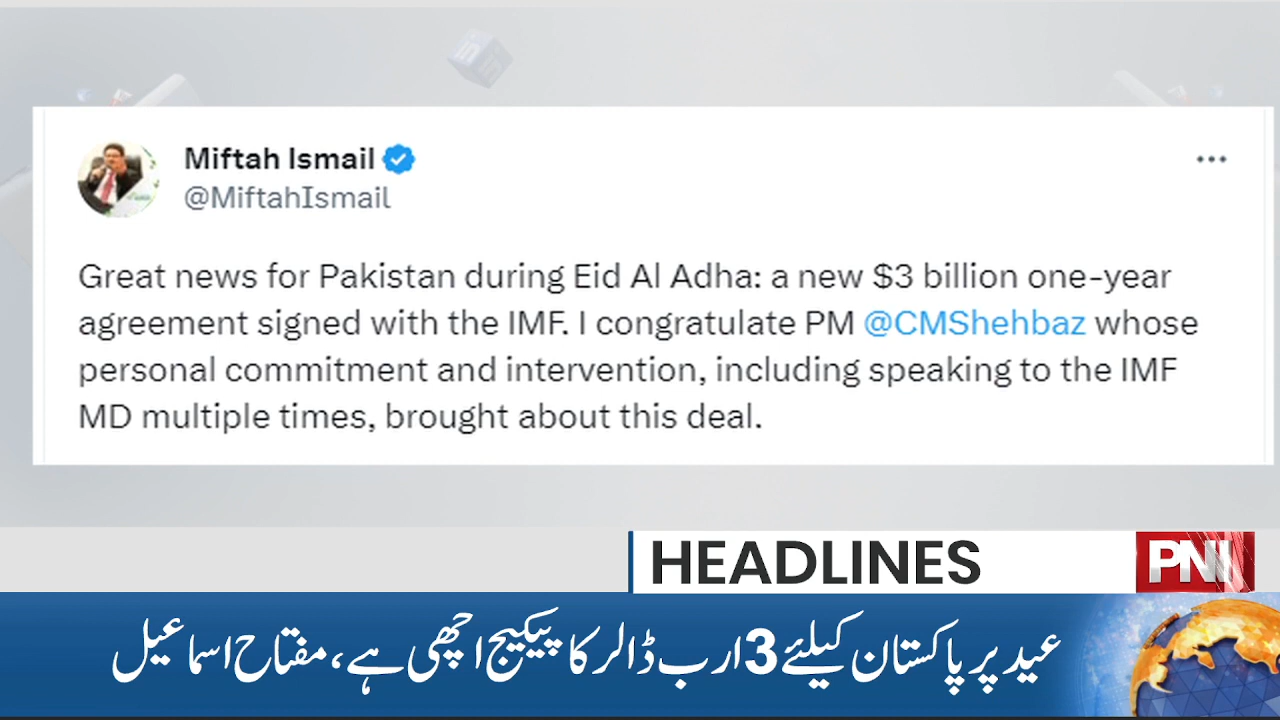 Miftah Ismail
@MiftahIsmail
Great news for Pakistan during Eid Al Adha: a new $3 billion one-year
agreement signed with the IMF. I congratulate PM @CMShehbaz whose
personal commitment and intervention, including speaking to the IMF
MD multiple times, brought about this deal.
HEADLINES
PNI
عید پر پاکستان کیلئے 3 ارب ڈالر کا پیکیج اچھی ہے، مفتاح اسماعیل